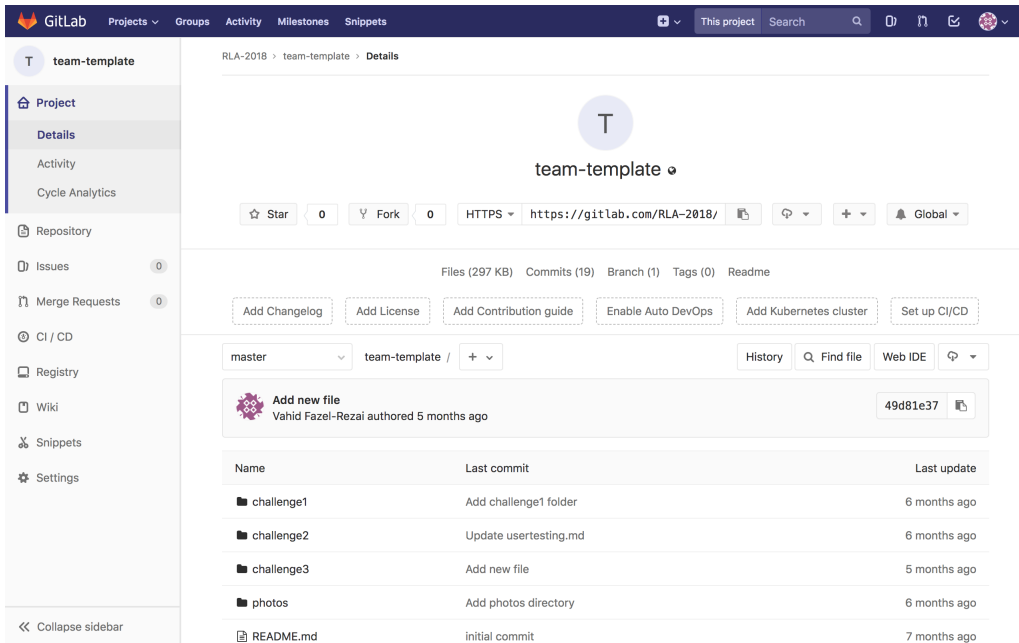 GitLab Projects Groups Activity Milestones Snippets This project Search
T team-template
RLA-2018 › team-template › Details
Project
Details
Activity
Cycle Analytics
Repository
Issues 0
Merge Requests 0
CI / CD
Registry
Wiki
Snippets
Settings
Collapse sidebar
T
team-template
Star 0 Fork 0 HTTPS https://gitlab.com/RLA-2018/ Global
Files (297 KB) Commits (19) Branch (1) Tags (0) Readme
Add Changelog Add License Add Contribution guide Enable Auto DevOps Add Kubernetes cluster Set up CI/CD
master team-template / + History Find file Web IDE
Add new file
Vahid Fazel-Rezai authored 5 months ago
49d81e37
Name Last commit Last update
challenge1 Add challenge1 folder 6 months ago
challenge2 Update usertesting.md 6 months ago
challenge3 Add new file 5 months ago
photos Add photos directory 6 months ago
README.md initial commit 7 months ago